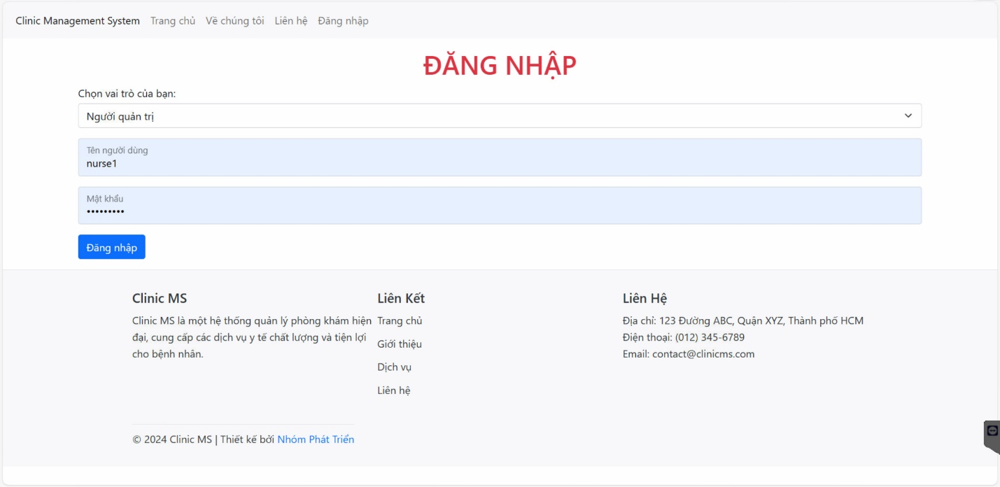 Clinic Management System Trang chủ Về chúng tôi Liên hệ Đăng nhập
ĐĂNG NHẬP
Chọn vai trò của bạn:
Người quản trị
Tên người dùng
nurse1
Mật khẩu
•••••••••
Đăng nhập
Clinic MS
Clinic MS là một hệ thống quản lý phòng khám hiện
đại, cung cấp các dịch vụ y tế chất lượng và tiện lợi
cho bệnh nhân.
Liên Kết
Trang chủ
Giới thiệu
Dịch vụ
Liên hệ
Liên Hệ
Địa chỉ: 123 Đường ABC, Quận XYZ, Thành phố HCM
Điện thoại: (012) 345-6789
Email: contact@clinicms.com
© 2024 Clinic MS | Thiết kế bởi Nhóm Phát Triển